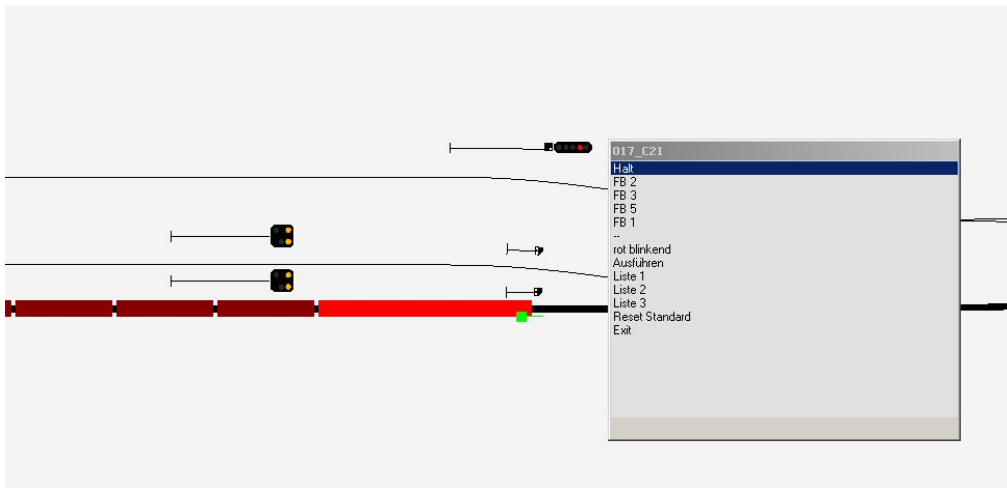 017_C21
Halt
FB 2
FB 3
FB 5
FB 1
--
rot blinkend
Ausführen
Liste 1
Liste 2
Liste 3
Reset Standard
Exit